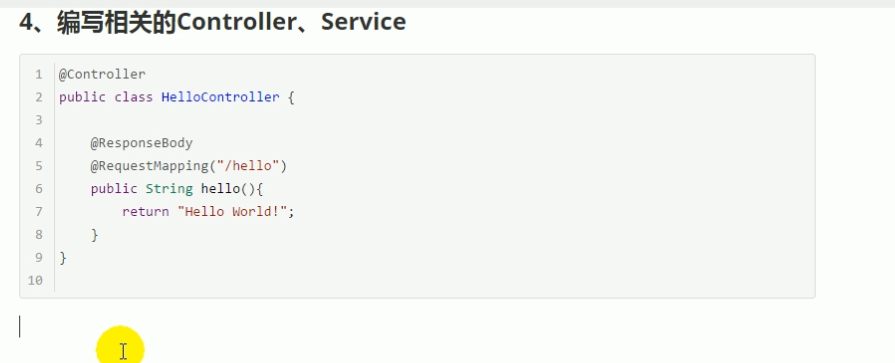 4、编写相关的Controller、Service
1 @Controller
2 public class HelloController {
3
4 @ResponseBody
5 @RequestMapping("/hello")
6 public String hello(){
7 return "Hello World!";
8 }
9 }
10